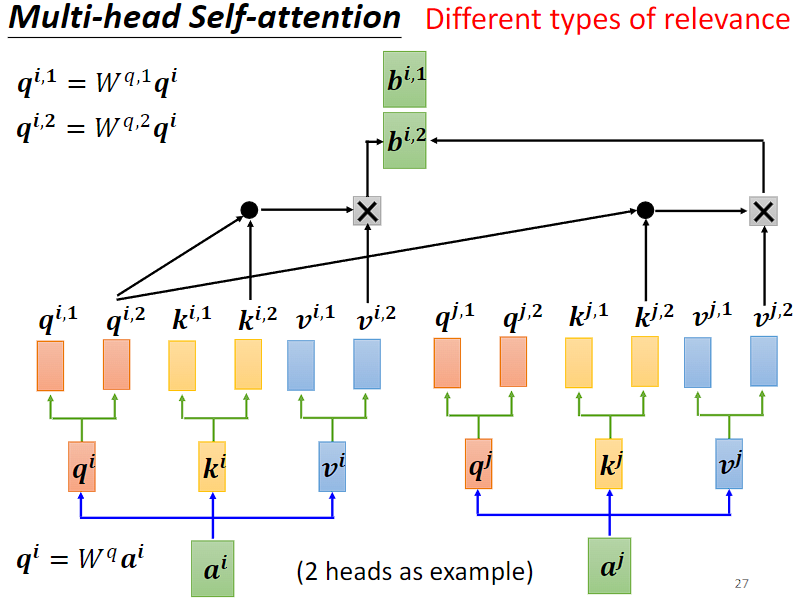 Multi-head Self-attention Different types of relevance
q^{i,1} = W^{q,1}q^i
q^{i,2} = W^{q,2}q^i
b^{i,1}
b^{i,2}
q^{i,1} q^{i,2} k^{i,1} k^{i,2} v^{i,1} v^{i,2} q^{j,1} q^{j,2} k^{j,1} k^{j,2} v^{j,1} v^{j,2}
q^i k^i v^i q^j k^j v^j
q^i = W^q a^i
a^i (2 heads as example) a^j
27